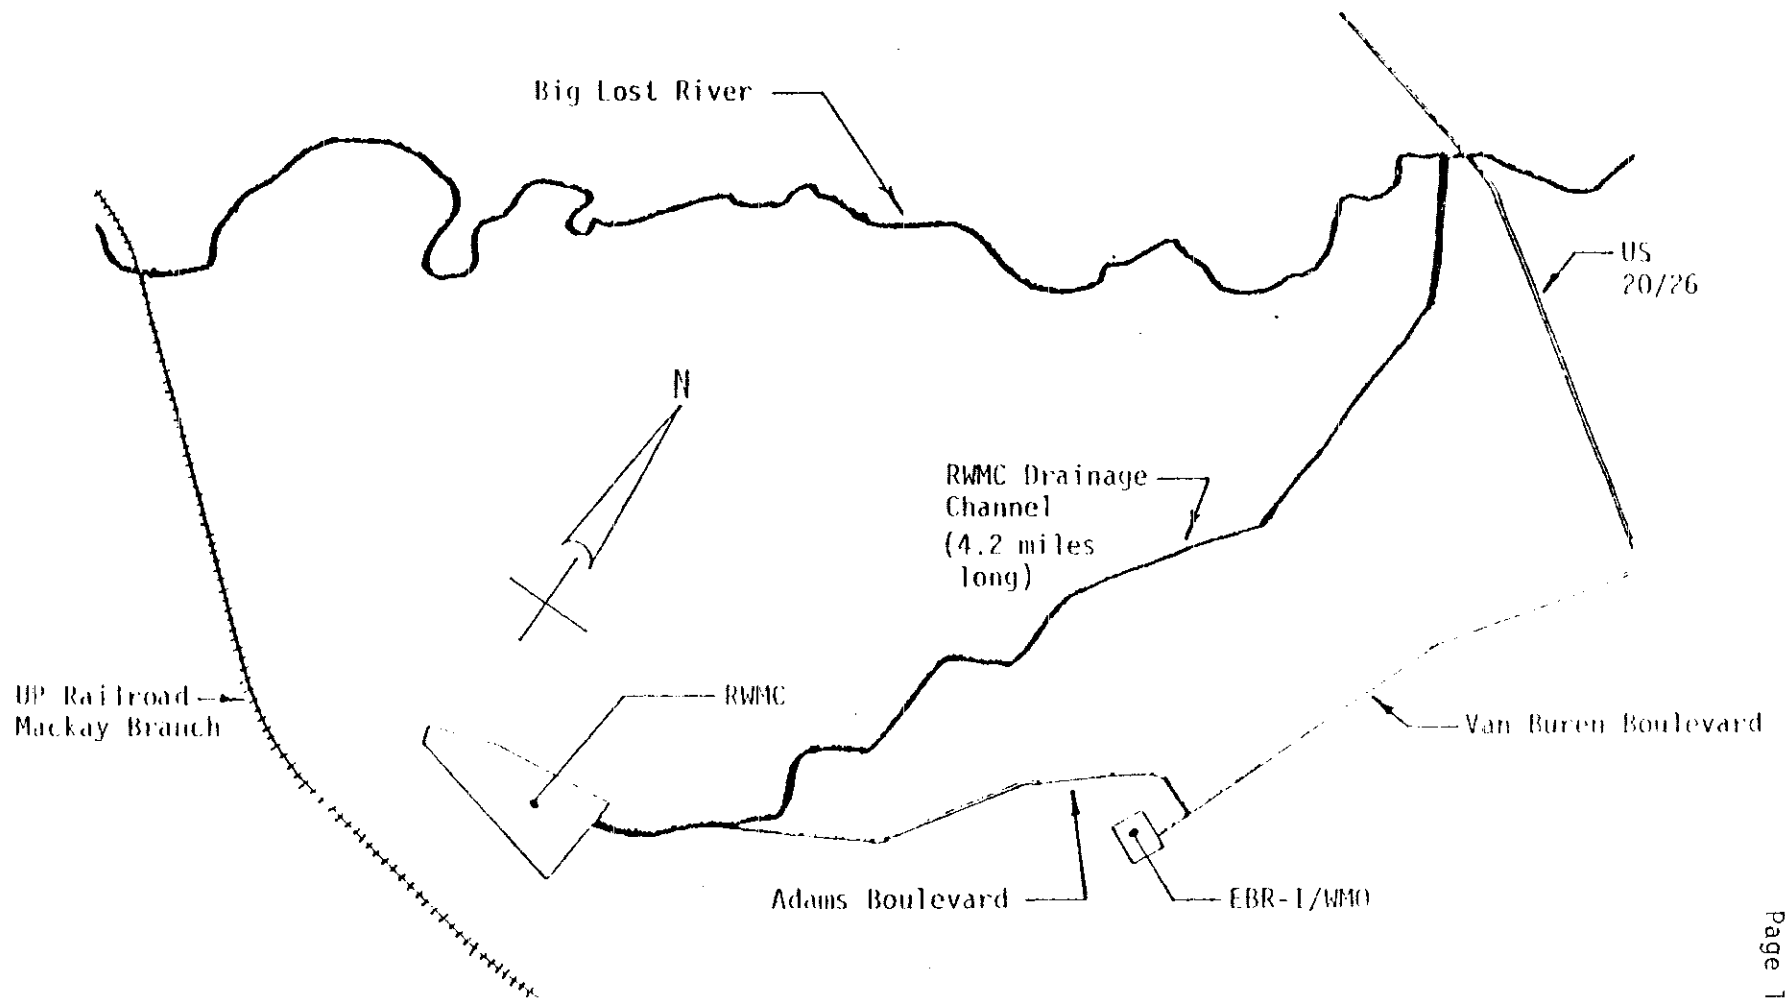 Big Lost River
US
20/26
N
RWMC Drainage
Channel
(4.2 miles
long)
UP Railroad
Mackay Branch
RWMC
Van Buren Boulevard
Adams Boulevard
EBR-I/WMO
Page 1